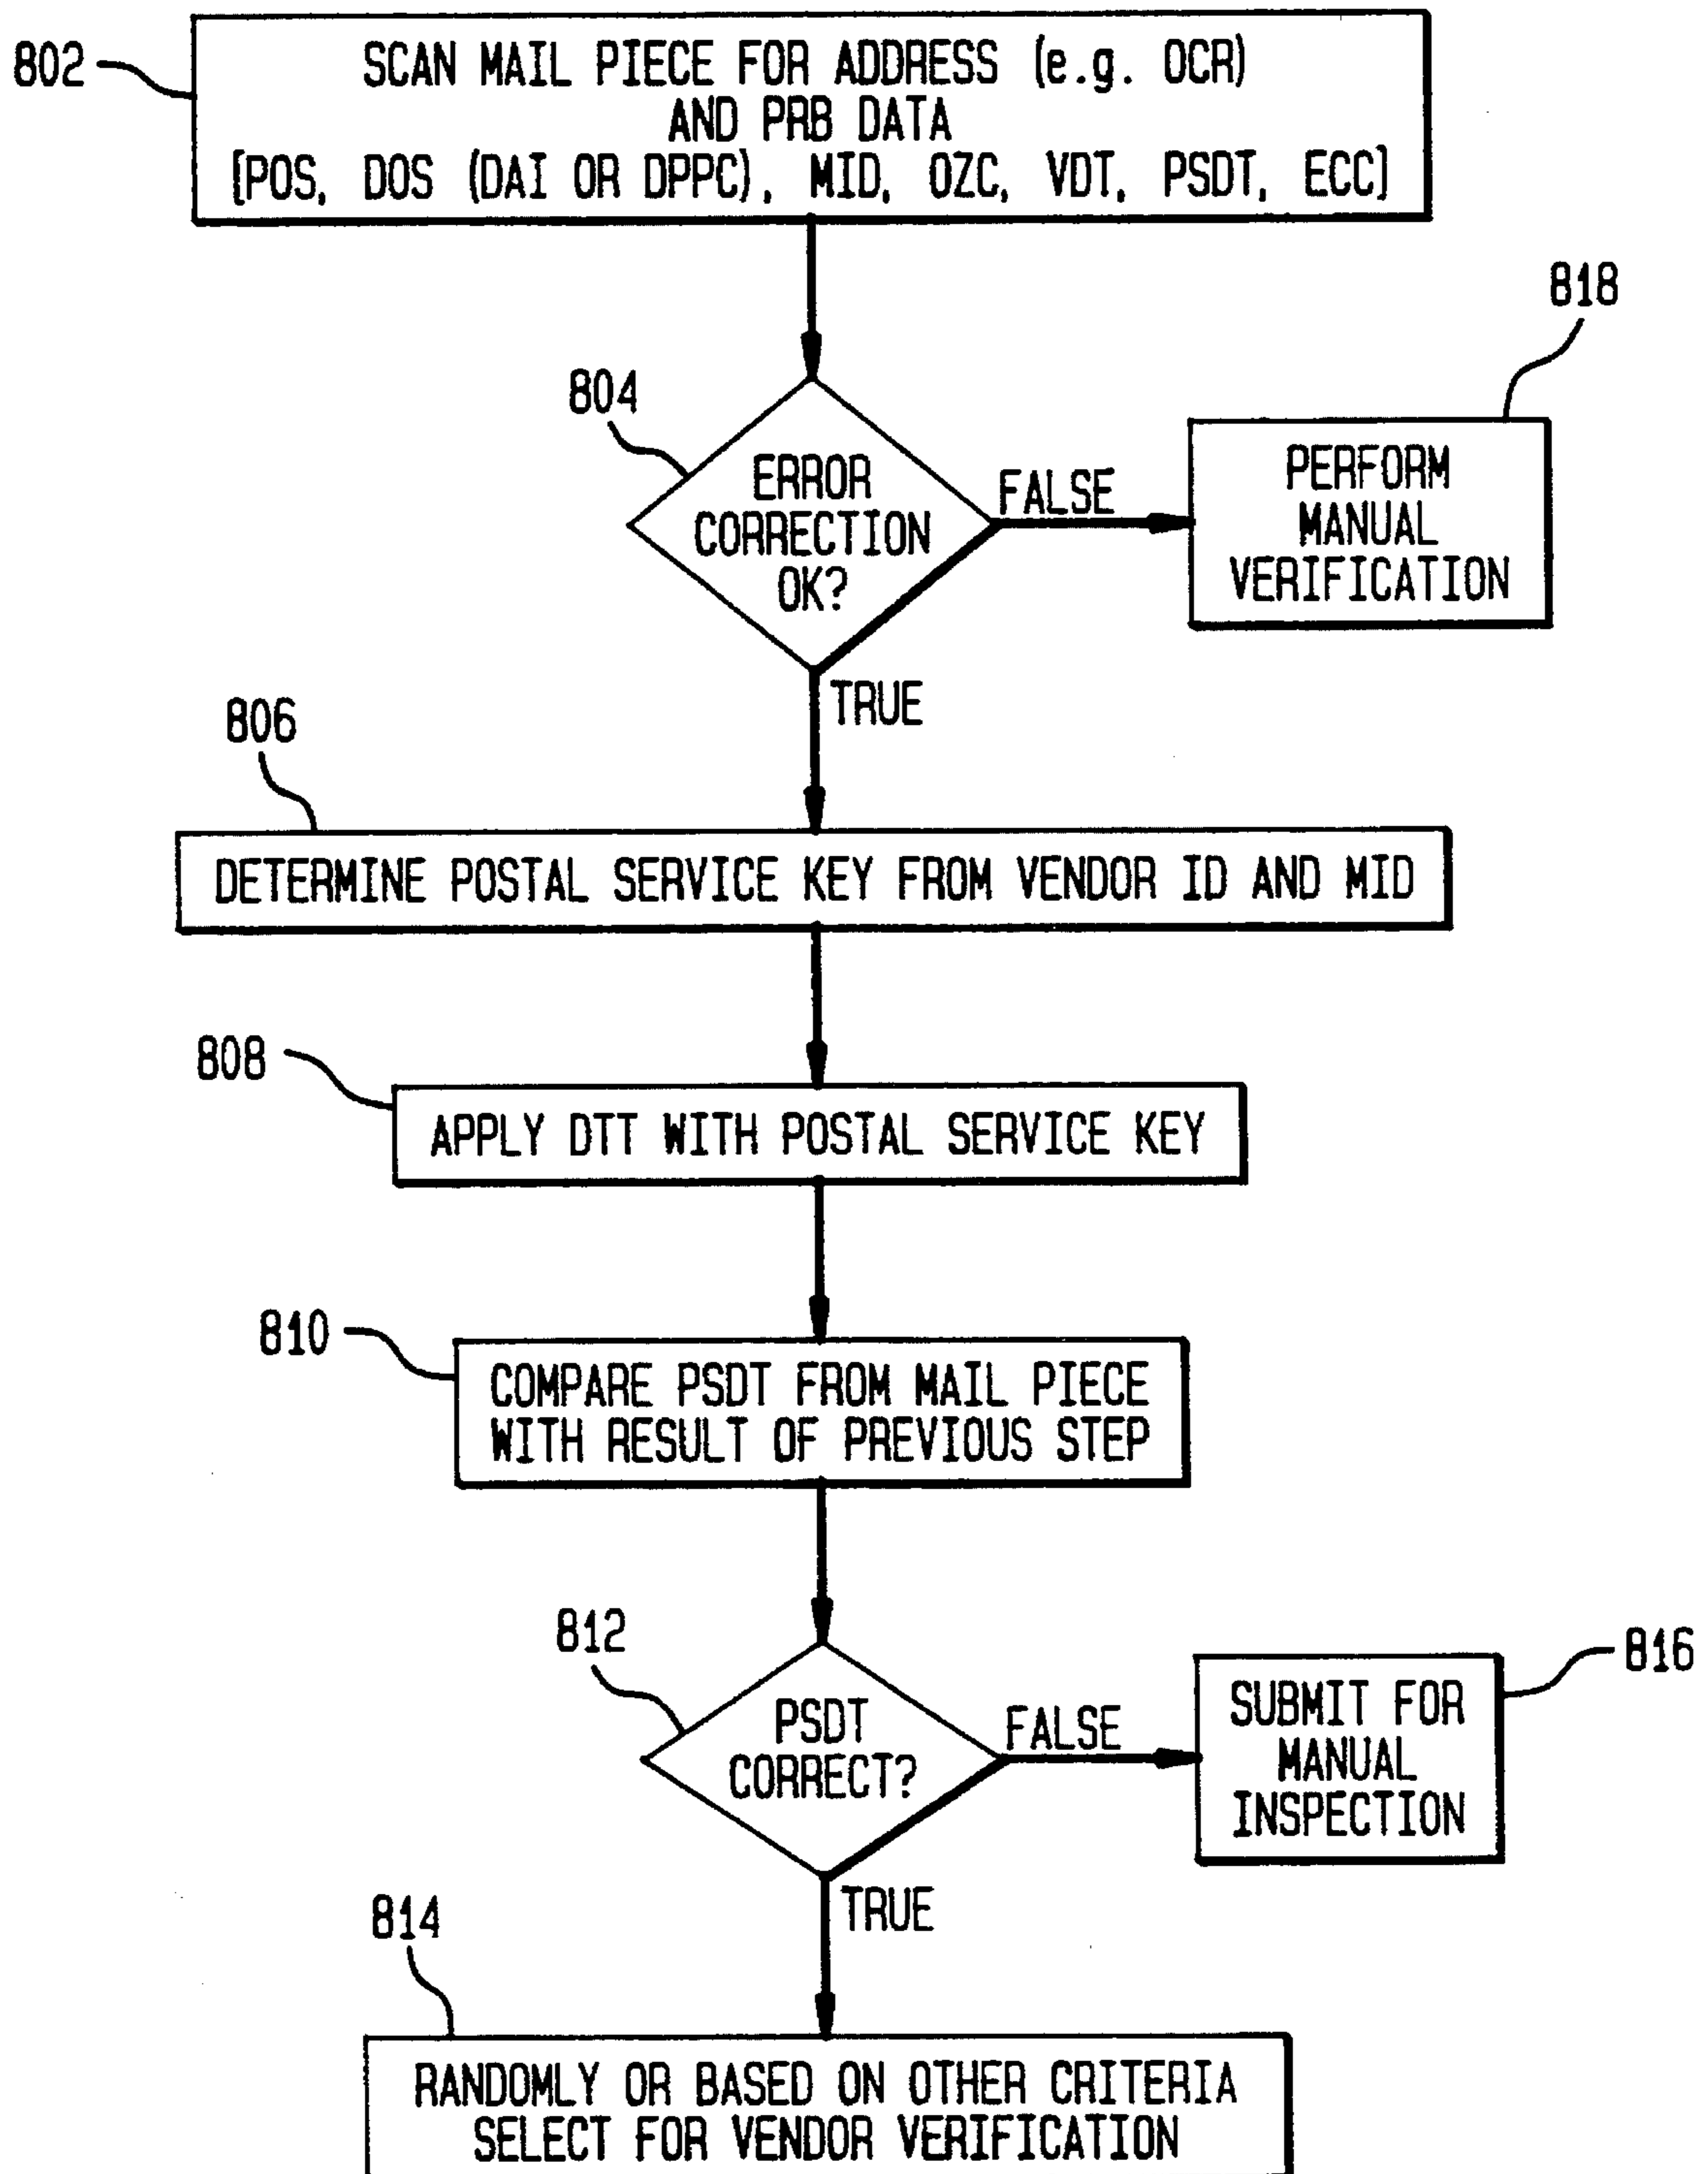 802
SCAN MAIL PIECE FOR ADDRESS (e.g. OCR)
AND PRB DATA
[POS, DOS (DAI OR DPPC), MID, OZC, VDT, PSDT, ECC]
818
804
ERROR
CORRECTION
OK?
FALSE
PERFORM
MANUAL
VERIFICATION
TRUE
806
DETERMINE POSTAL SERVICE KEY FROM VENDOR ID AND MID
808
APPLY DTT WITH POSTAL SERVICE KEY
810
COMPARE PSDT FROM MAIL PIECE
WITH RESULT OF PREVIOUS STEP
812
PSDT
CORRECT?
FALSE
816
SUBMIT FOR
MANUAL
INSPECTION
TRUE
814
RANDOMLY OR BASED ON OTHER CRITERIA
SELECT FOR VENDOR VERIFICATION